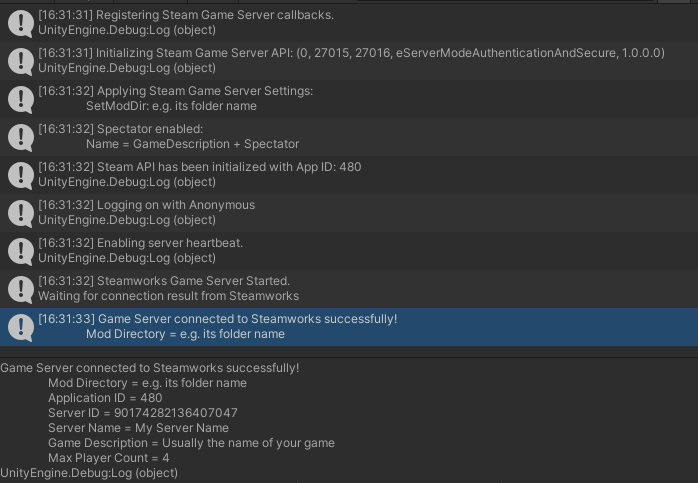 [16:31:31] Registering Steam Game Server callbacks.
UnityEngine.Debug:Log (object)
[16:31:31] Initializing Steam Game Server API: (0, 27015, 27016, eServerModeAuthenticationAndSecure, 1.0.0.0)
UnityEngine.Debug:Log (object)
[16:31:32] Applying Steam Game Server Settings:
SetModDir: e.g. its folder name
[16:31:32] Spectator enabled:
Name = GameDescription + Spectator
[16:31:32] Steam API has been initialized with App ID: 480
UnityEngine.Debug:Log (object)
[16:31:32] Logging on with Anonymous
UnityEngine.Debug:Log (object)
[16:31:32] Enabling server heartbeat.
UnityEngine.Debug:Log (object)
[16:31:32] Steamworks Game Server Started.
Waiting for connection result from Steamworks
[16:31:33] Game Server connected to Steamworks successfully!
Mod Directory = e.g. its folder name
Game Server connected to Steamworks successfully!
Mod Directory = e.g. its folder name
Application ID = 480
Server ID = 90174282136407047
Server Name = My Server Name
Game Description = Usually the name of your game
Max Player Count = 4
UnityEngine.Debug:Log (object)